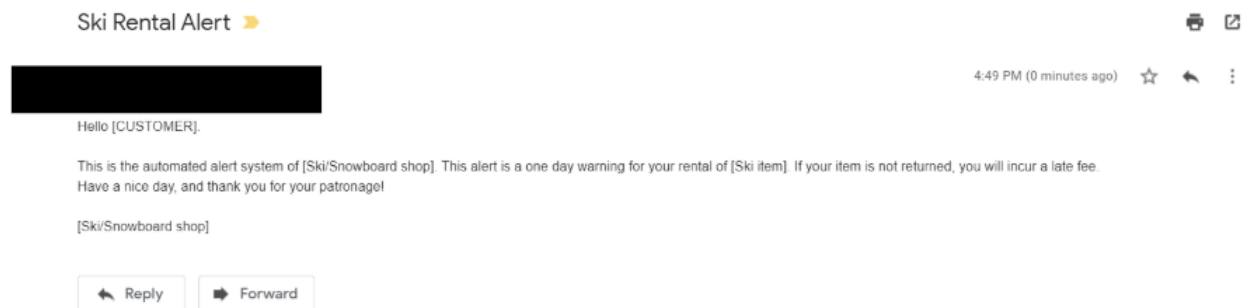 Ski Rental Alert
4:49 PM (0 minutes ago)
Hello [CUSTOMER].
This is the automated alert system of [Ski/Snowboard shop]. This alert is a one day warning for your rental of [Ski item]. If your item is not returned, you will incur a late fee.
Have a nice day, and thank you for your patronage!
[Ski/Snowboard shop]
Reply
Forward